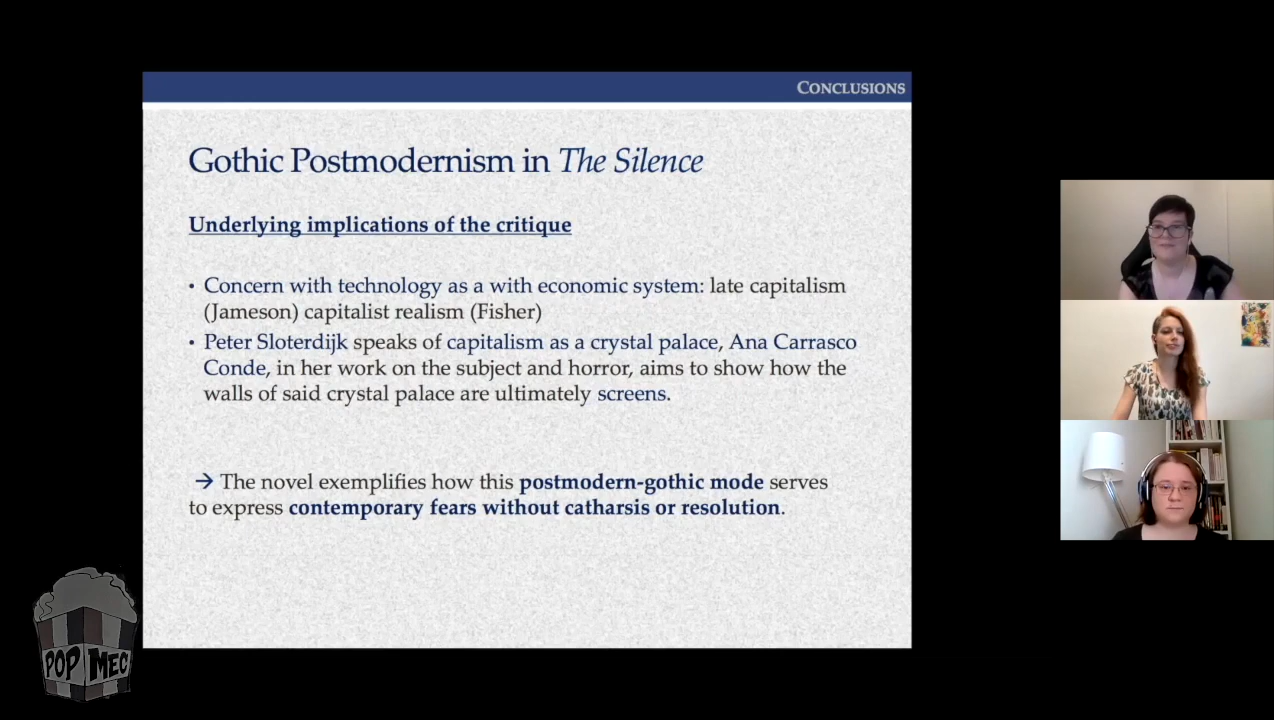 CONCLUSIONS
Gothic Postmodernism in The Silence
Underlying implications of the critique
• Concern with technology as a with economic system: late capitalism
(Jameson) capitalist realism (Fisher)
• Peter Sloterdijk speaks of capitalism as a crystal palace, Ana Carrasco
Conde, in her work on the subject and horror, aims to show how the
walls of said crystal palace are ultimately screens.
→ The novel exemplifies how this postmodern-gothic mode serves
to express contemporary fears without catharsis or resolution.
POP MEC